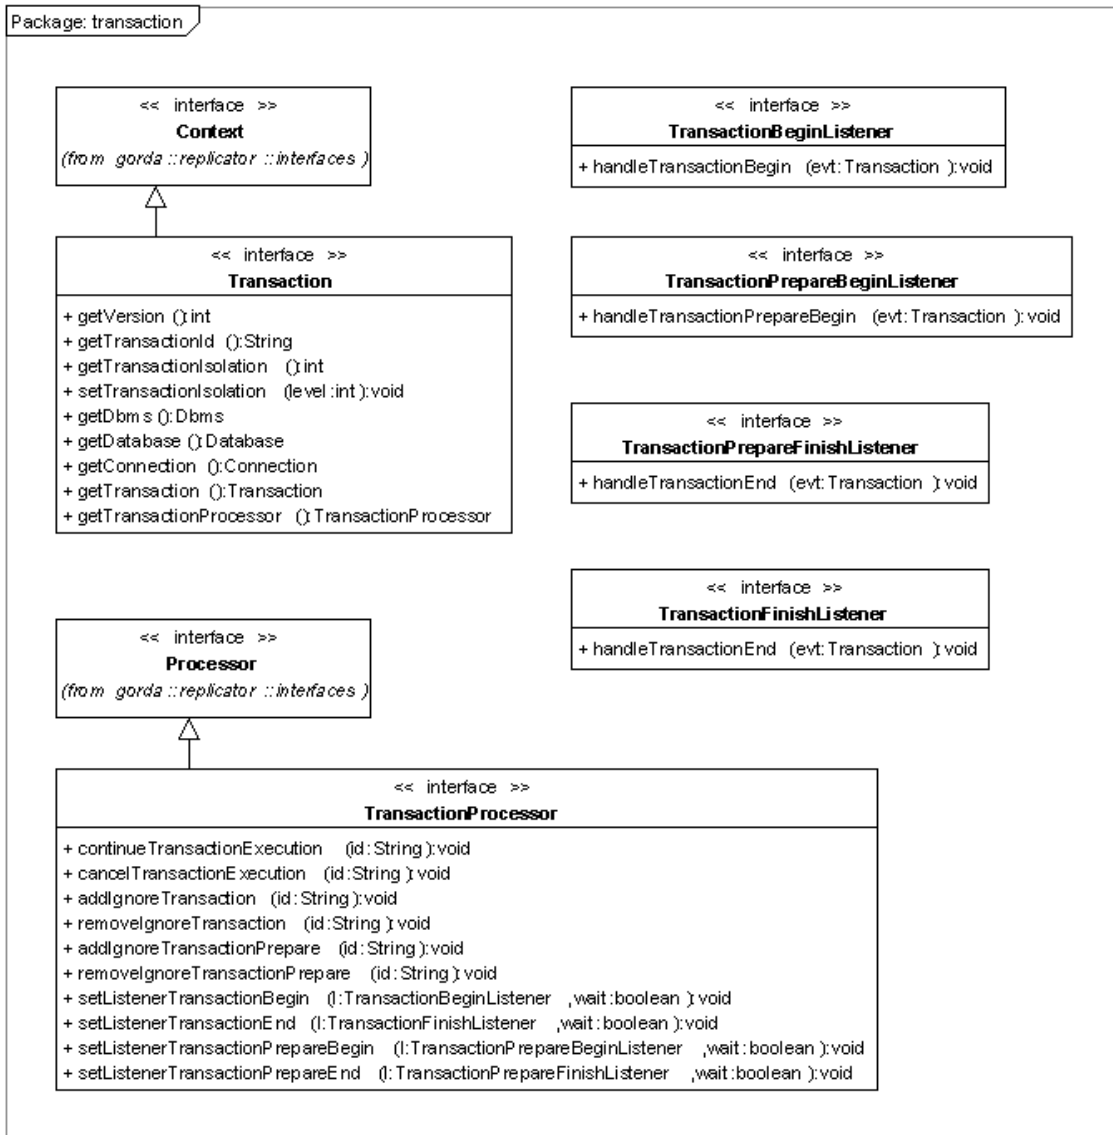 Package: transaction
<< interface >>
Context
(from gorda::replicator::interfaces)
<< interface >>
Transaction
+ getVersion ():int
+ getTransactionId ():String
+ getTransactionIsolation ():int
+ setTransactionIsolation (level:int):void
+ getDbms ():Dbms
+ getDatabase ():Database
+ getConnection ():Connection
+ getTransaction ():Transaction
+ getTransactionProcessor ():TransactionProcessor
<< interface >>
Processor
(from gorda::replicator::interfaces)
<< interface >>
TransactionProcessor
+ continueTransactionExecution (id:String):void
+ cancelTransactionExecution (id:String):void
+ addIgnoreTransaction (id:String):void
+ removeIgnoreTransaction (id:String):void
+ addIgnoreTransactionPrepare (id:String):void
+ removeIgnoreTransactionPrepare (id:String):void
+ setListenerTransactionBegin (l:TransactionBeginListener ,wait:boolean):void
+ setListenerTransactionEnd (l:TransactionFinishListener ,wait:boolean):void
+ setListenerTransactionPrepareBegin (l:TransactionPrepareBeginListener ,wait:boolean):void
+ setListenerTransactionPrepareEnd (l:TransactionPrepareFinishListener ,wait:boolean):void
<< interface >>
TransactionBeginListener
+ handleTransactionBegin (evt:Transaction):void
<< interface >>
TransactionPrepareBeginListener
+ handleTransactionPrepareBegin (evt:Transaction):void
<< interface >>
TransactionPrepareFinishListener
+ handleTransactionEnd (evt:Transaction):void
<< interface >>
TransactionFinishListener
+ handleTransactionEnd (evt:Transaction):void